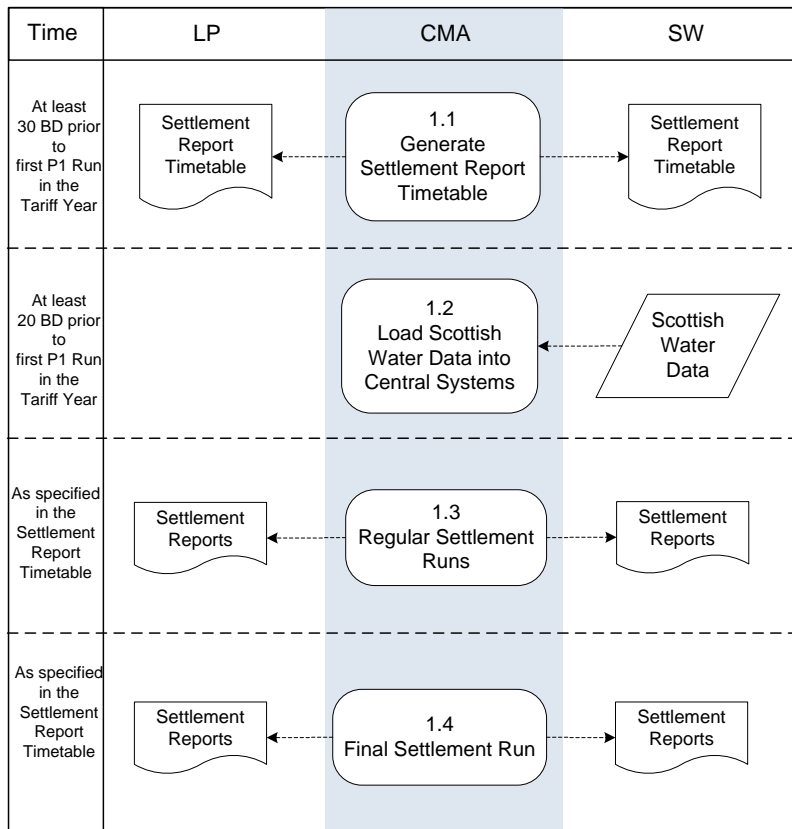 Time
LP
CMA
SW
At least
30 BD prior
to
first P1 Run
in the
Tariff Year
Settlement
Report
Timetable
1.1
Generate
Settlement Report
Timetable
Settlement
Report
Timetable
At least
20 BD prior
to
first P1 Run
in the
Tariff Year
1.2
Load Scottish
Water Data into
Central Systems
Scottish
Water
Data
As specified
in the
Settlement
Report
Timetable
Settlement
Reports
1.3
Regular Settlement
Runs
Settlement
Reports
As specified
in the
Settlement
Report
Timetable
Settlement
Reports
1.4
Final Settlement Run
Settlement
Reports